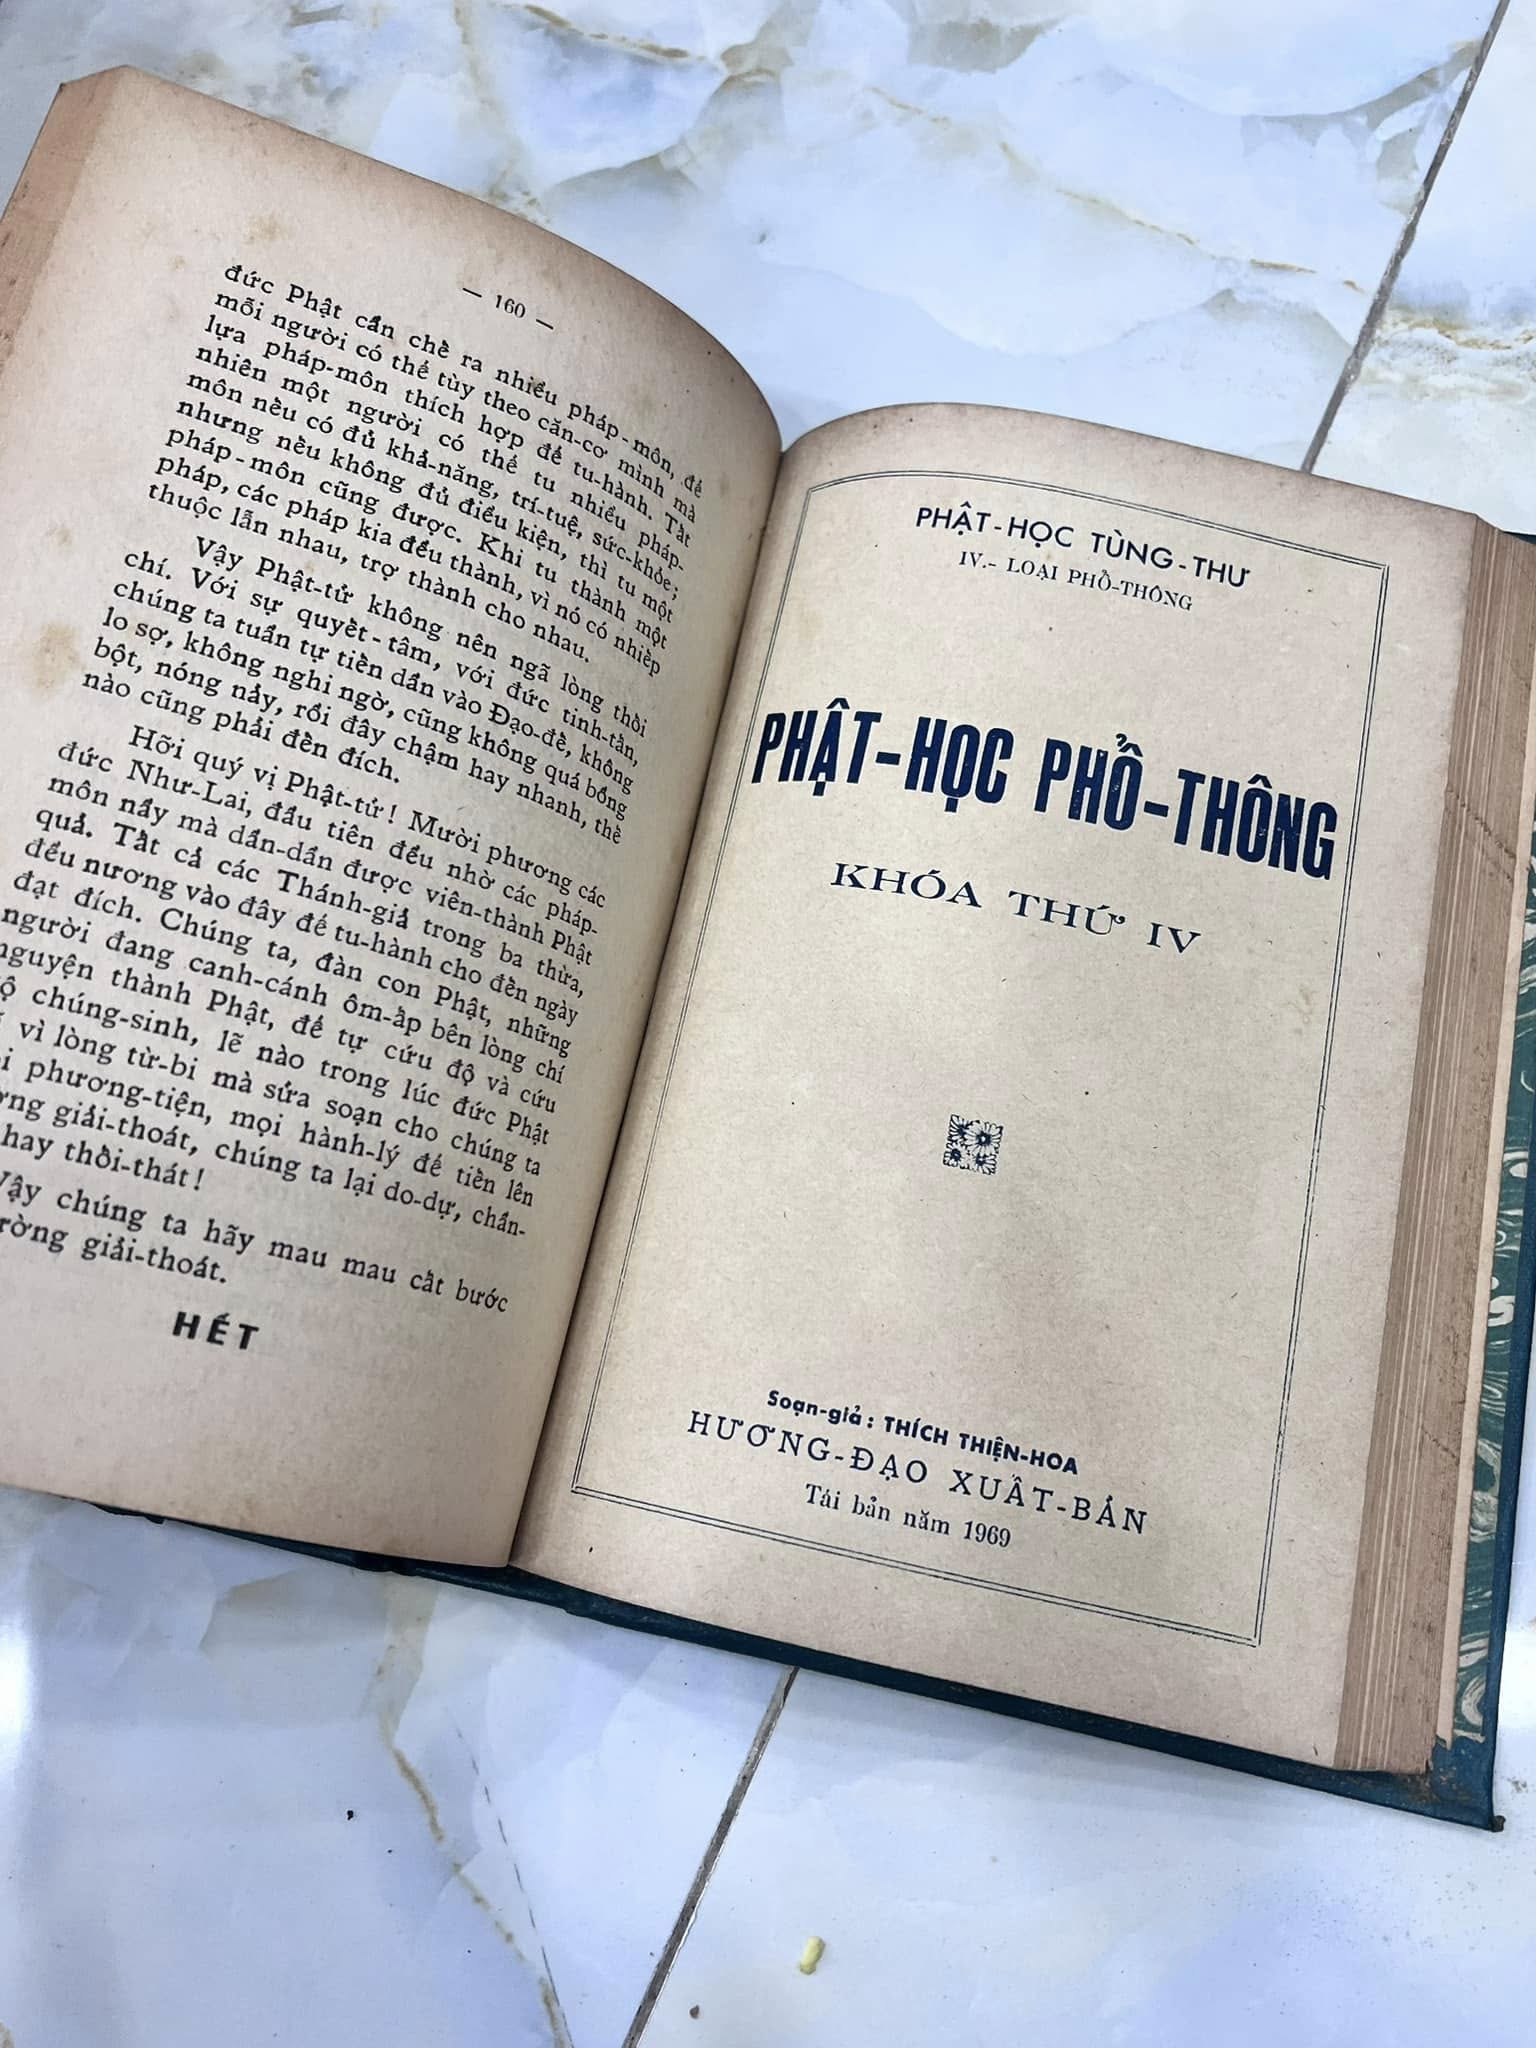 — 160 —
đức Phật cần chế ra nhiều pháp-môn, để
mỗi người có thể tùy theo căn-cơ mình mà
lựa pháp-môn thích hợp để tu-hành. Tất
nhiên một người có thể tu nhiều pháp-
môn nếu có đủ khả-năng, trí-tuệ, sức-khỏe;
nhưng nếu không đủ điều kiện, thì tu một
pháp-môn cũng được. Khi tu thành một
pháp, các pháp kia đều thành, vì nó có nhiếp
thuộc lẫn nhau, trợ thành cho nhau.
Vậy Phật-tử không nên ngã lòng thối
chí. Với sự quyết-tâm, với đức tinh-tấn,
chúng ta tuần tự tiến dần vào Đạo-đế, không
lo sợ, không nghi ngờ, cũng không quá bồng
bột, nóng nảy, rồi đây chậm hay nhanh, thế
nào cũng phải đến đích.
Hỡi quý vị Phật-tử! Mười phương các
đức Như-Lai, đầu tiên đều nhờ các pháp-
môn nầy mà dần-dần được viên-thành Phật
quả. Tất cả các Thánh-giả trong ba thừa,
đều nương vào đây để tu-hành cho đến ngày
đạt đích. Chúng ta, đàn con Phật, những
người đang canh-cánh ôm-ấp bên lòng chí
nguyện thành Phật, để tự cứu độ và cứu
độ chúng-sinh, lẽ nào trong lúc đức Phật
vì lòng từ-bi mà sửa soạn cho chúng ta
phương-tiện, mọi hành-lý để tiến lên
giải-thoát, chúng ta lại do-dự, chần-
hay thối-thát!
Vậy chúng ta hãy mau mau cất bước
giải-thoát.
HẾT
PHẬT-HỌC TÙNG-THƯ
IV.- LOẠI PHỔ-THÔNG
PHẬT-HỌC PHỔ-THÔNG
KHÓA THỨ IV
Soạn-giả : THÍCH THIỆN-HOA
HƯƠNG-ĐẠO XUẤT-BẢN
Tái bản năm 1969